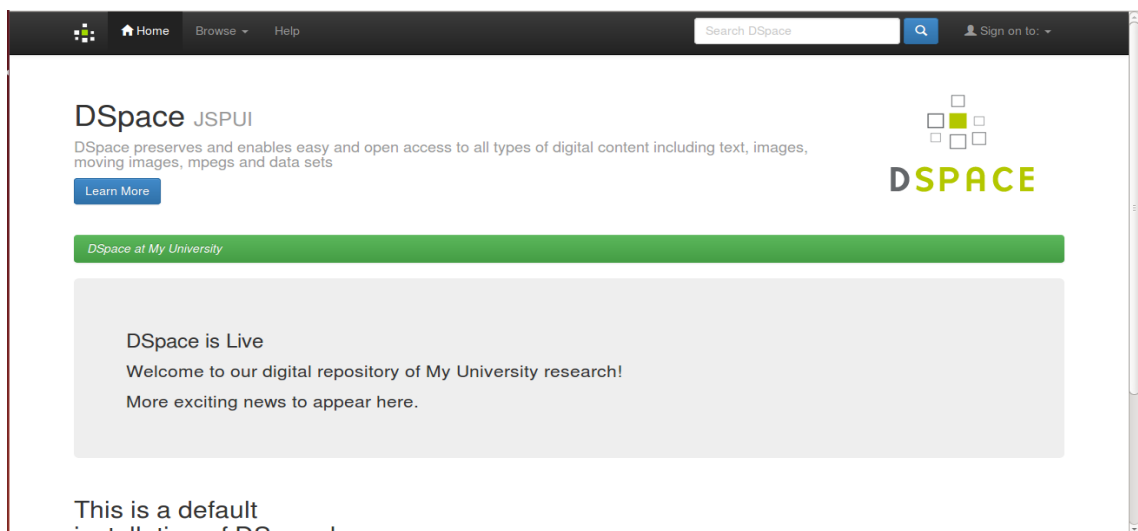 Home Browse Help Search DSpace Sign on to:
DSpace JSPUI
DSpace preserves and enables easy and open access to all types of digital content including text, images,
moving images, mpegs and data sets
Learn More
DSPACE
DSpace at My University
DSpace is Live
Welcome to our digital repository of My University research!
More exciting news to appear here.
This is a default
installation of DSpace!